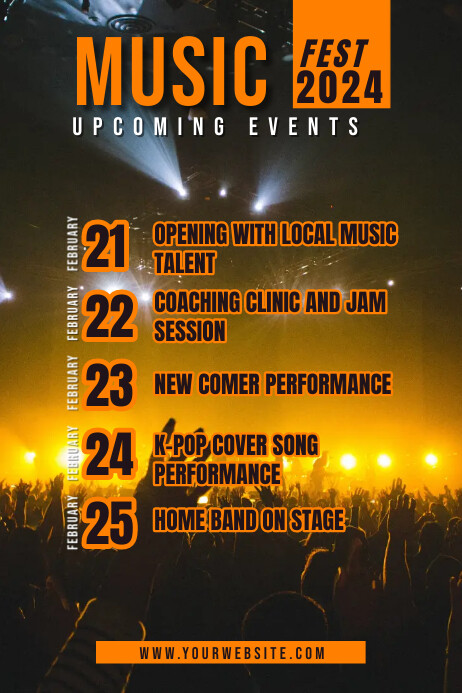 MUSIC
FEST
2024
UPCOMING EVENTS
FEBRUARY
21
OPENING WITH LOCAL MUSIC
TALENT
FEBRUARY
22
COACHING CLINIC AND JAM
SESSION
FEBRUARY
23
NEW COMER PERFORMANCE
FEBRUARY
24
K-POP COVER SONG
PERFORMANCE
FEBRUARY
25
HOME BAND ON STAGE
WWW.YOURWEBSITE.COM